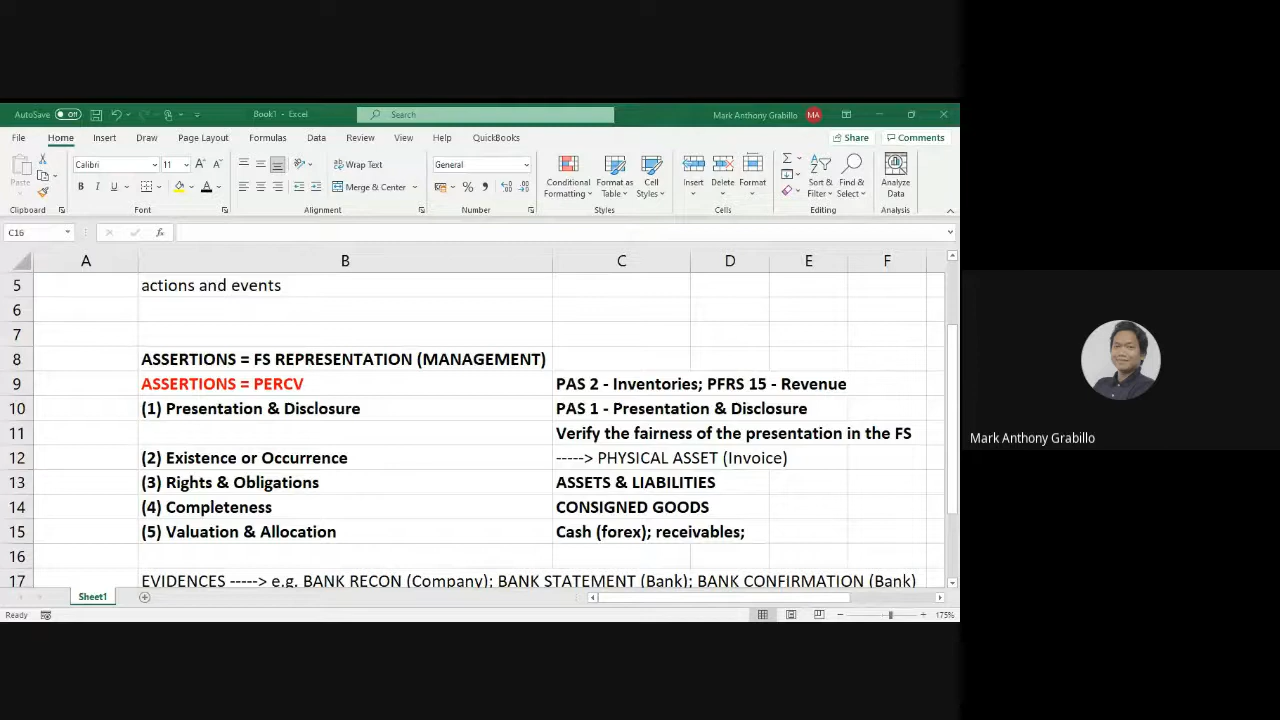 AutoSave Off Book1 - Excel Search Mark Anthony Grabillo MA
File Home Insert Draw Page Layout Formulas Data Review View Help QuickBooks Share Comments
Paste Calibri 11 A A Wrap Text General Conditional Formatting Format as Table Cell Styles Insert Delete Format Sort & Filter Find & Select Analyze Data
B I U A Merge & Center % 9
Clipboard Font Alignment Number Styles Cells Editing Analysis
C16 fx
A B C D E F
5 actions and events
6
7
8 ASSERTIONS = FS REPRESENTATION (MANAGEMENT)
9 ASSERTIONS = PERCV PAS 2 - Inventories; PFRS 15 - Revenue
10 (1) Presentation & Disclosure PAS 1 - Presentation & Disclosure
11 Verify the fairness of the presentation in the FS
12 (2) Existence or Occurrence -----> PHYSICAL ASSET (Invoice)
13 (3) Rights & Obligations ASSETS & LIABILITIES
14 (4) Completeness CONSIGNED GOODS
15 (5) Valuation & Allocation Cash (forex); receivables;
16
17 EVIDENCES -----> e.g. BANK RECON (Company); BANK STATEMENT (Bank); BANK CONFIRMATION (Bank)
Sheet1
Ready 175%
Mark Anthony Grabillo